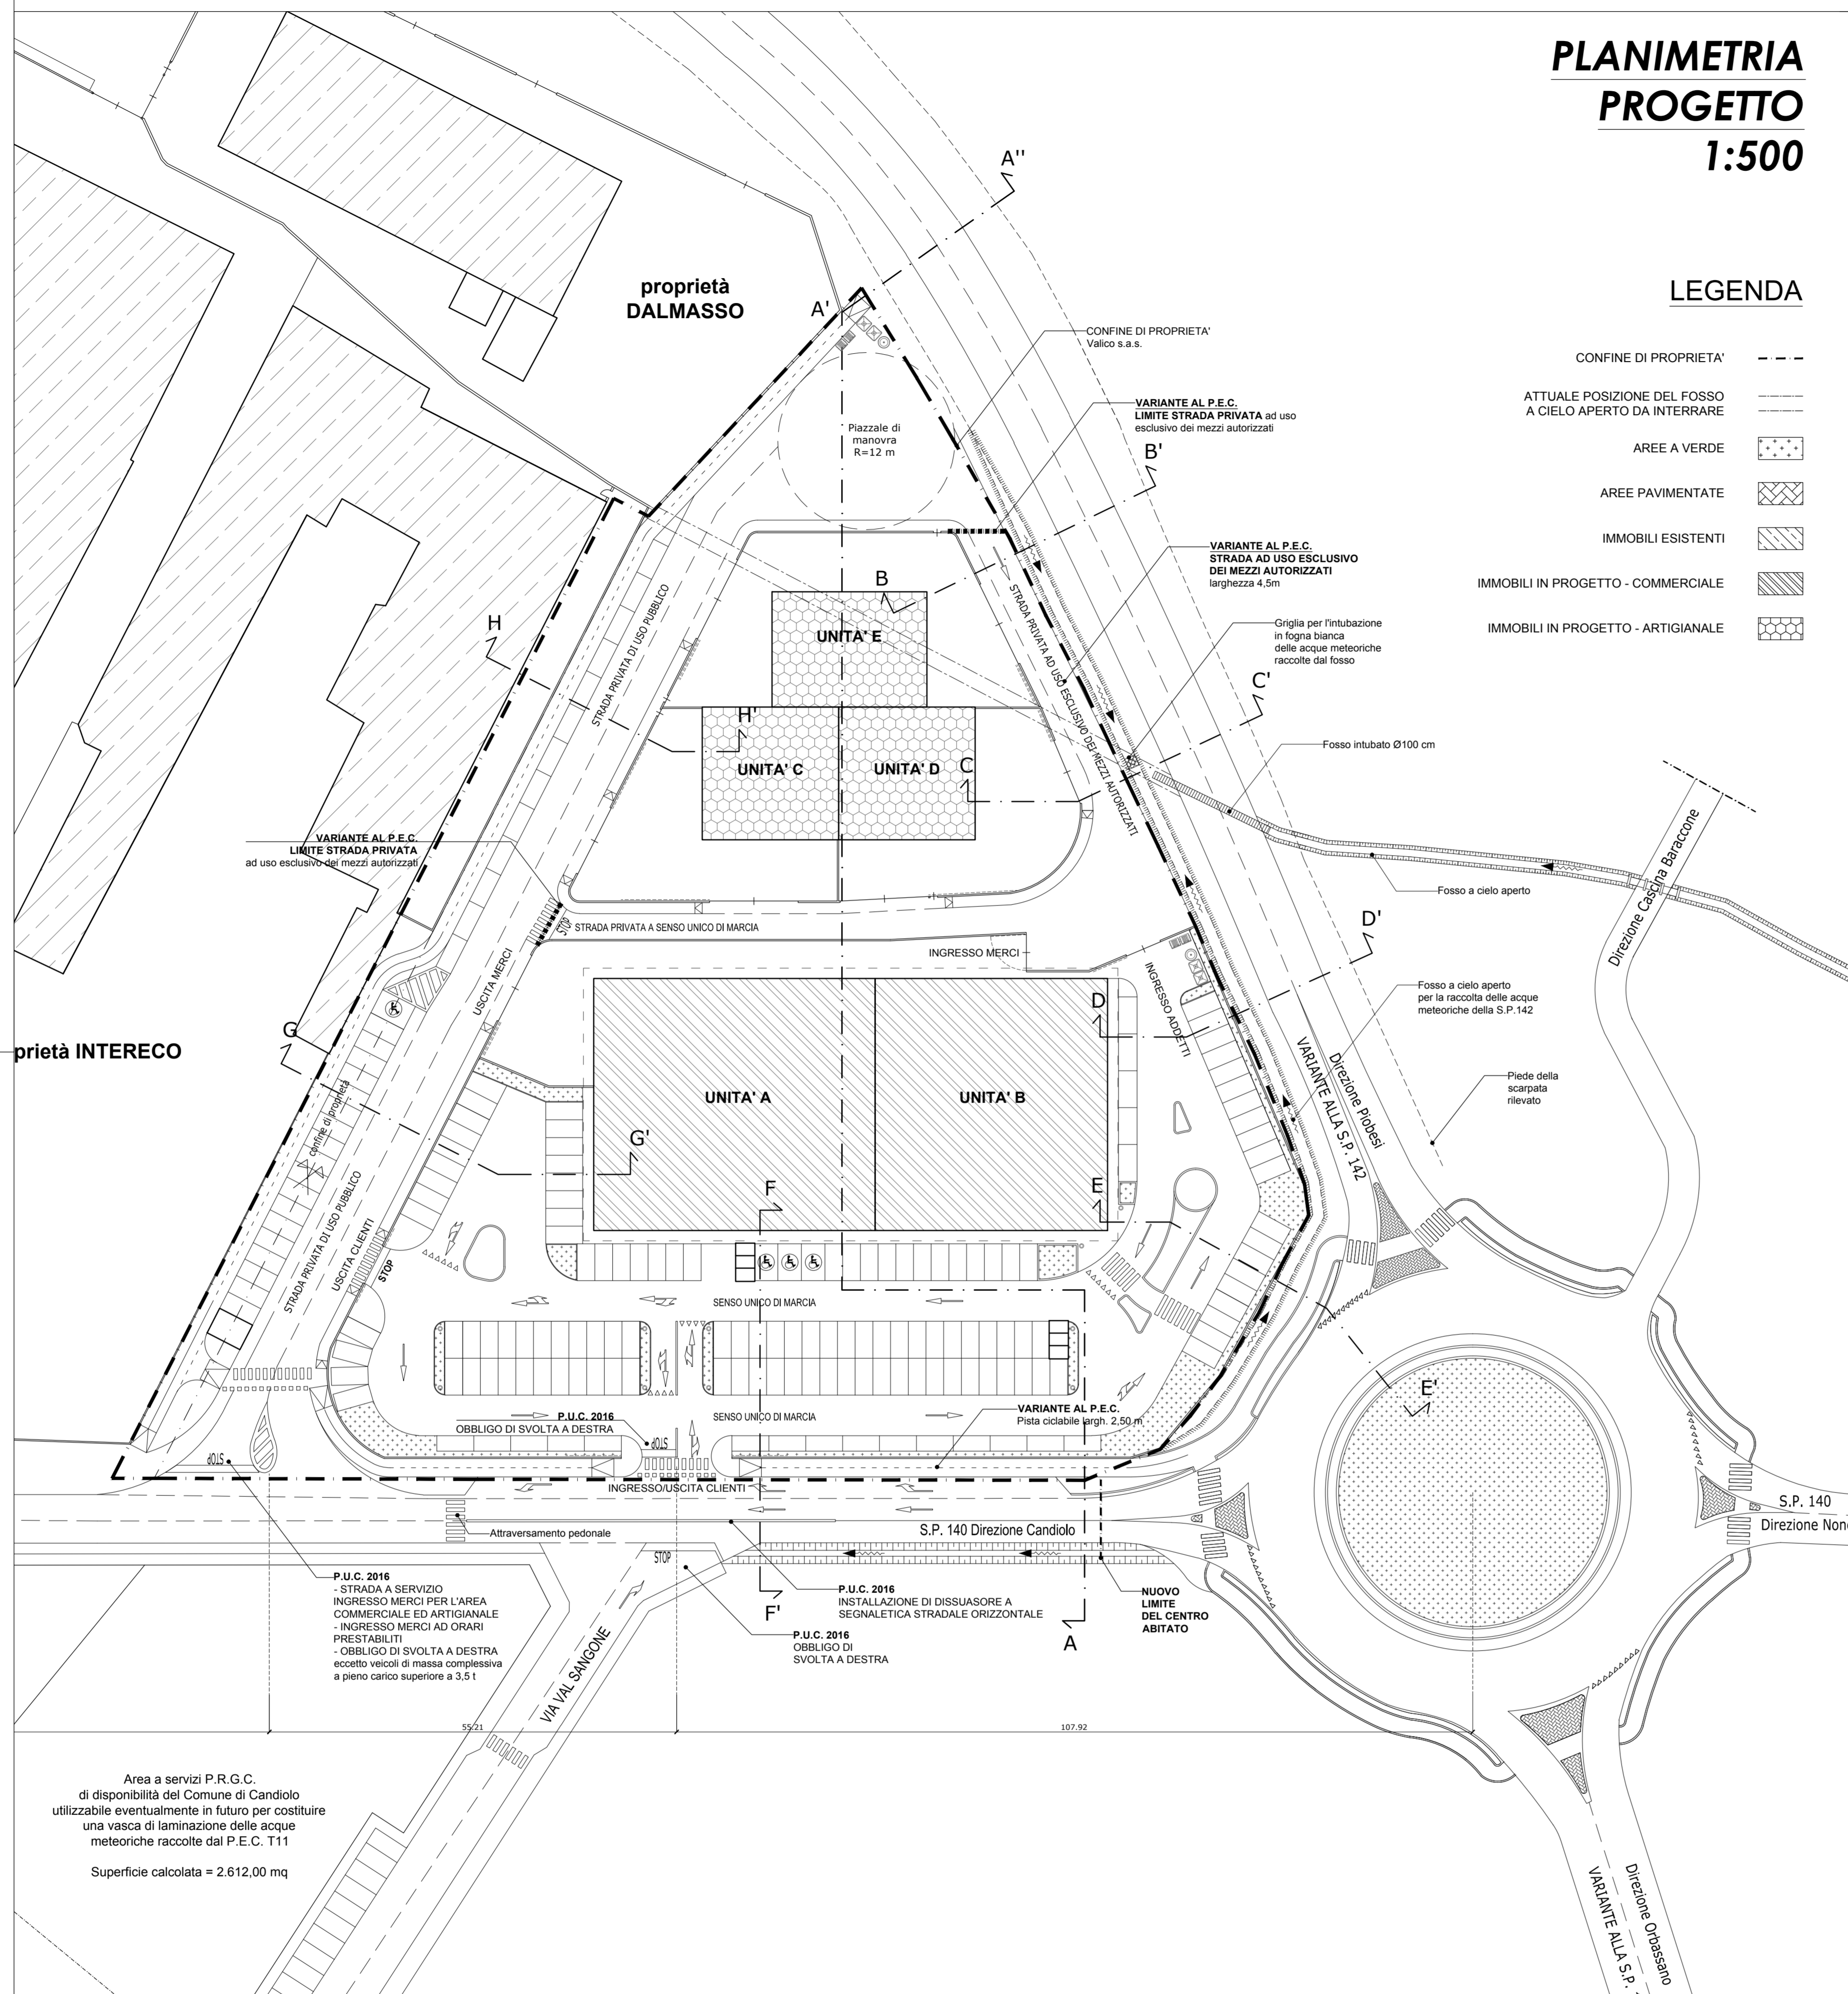 PLANIMETRIA
PROGETTO
1:500
LEGENDA
CONFINE DI PROPRIETA'
ATTUALE POSIZIONE DEL FOSSO
A CIELO APERTO DA INTERRARE
AREE A VERDE
AREE PAVIMENTATE
IMMOBILI ESISTENTI
IMMOBILI IN PROGETTO - COMMERCIALE
IMMOBILI IN PROGETTO - ARTIGIANALE
A''
proprietà
DALMASSO
A'
CONFINE DI PROPRIETA'
Valico s.a.s.
VARIANTE AL P.E.C.
LIMITE STRADA PRIVATA ad uso
esclusivo dei mezzi autorizzati
Piazzale di
manovra
R=12 m
B'
VARIANTE AL P.E.C.
STRADA AD USO ESCLUSIVO
DEI MEZZI AUTORIZZATI
larghezza 4,5m
B
UNITA' E
STRADA PRIVATA DI USO PUBBLICO
STRADA PRIVATA AD USO ESCLUSIVO DEI MEZZI AUTORIZZATI
H
Griglia per l'intubazione
in fogna bianca
delle acque meteoriche
raccolte dal fosso
C'
H'
UNITA' C
UNITA' D
C
Fosso intubato Ø100 cm
VARIANTE AL P.E.C.
LIMITE STRADA PRIVATA
ad uso esclusivo dei mezzi autorizzati
Fosso a cielo aperto
Direzione Cascina Baraccone
D'
STOP
STRADA PRIVATA A SENSO UNICO DI MARCIA
INGRESSO MERCI
USCITA MERCI
INGRESSO ADDETTI
Fosso a cielo aperto
per la raccolta delle acque
meteoriche della S.P.142
D
G
prietà INTERECO
UNITA' A
UNITA' B
VARIANTE ALLA S.P. 142
Direzione Piobesi
Piede della
scarpata
rilevato
confine di proprietà
G'
F
E
STRADA PRIVATA DI USO PUBBLICO
USCITA CLIENTI
STOP
SENSO UNICO DI MARCIA
E'
P.U.C. 2016
OBBLIGO DI SVOLTA A DESTRA
SENSO UNICO DI MARCIA
VARIANTE AL P.E.C.
Pista ciclabile largh. 2,50 m
STOP
STOP
INGRESSO/USCITA CLIENTI
S.P. 140
Direzione None
Attraversamento pedonale
S.P. 140 Direzione Candiolo
STOP
P.U.C. 2016
- STRADA A SERVIZIO
INGRESSO MERCI PER L'AREA
COMMERCIALE ED ARTIGIANALE
- INGRESSO MERCI AD ORARI
PRESTABILITI
- OBBLIGO DI SVOLTA A DESTRA
eccetto veicoli di massa complessiva
a pieno carico superiore a 3,5 t
F'
P.U.C. 2016
INSTALLAZIONE DI DISSUASORE A
SEGNALETICA STRADALE ORIZZONTALE
P.U.C. 2016
OBBLIGO DI
SVOLTA A DESTRA
A
NUOVO
LIMITE
DEL CENTRO
ABITATO
VIA VAL SANGONE
55.21
107.92
Area a servizi P.R.G.C.
di disponibilità del Comune di Candiolo
utilizzabile eventualmente in futuro per costituire
una vasca di laminazione delle acque
meteoriche raccolte dal P.E.C. T11
Superficie calcolata = 2.612,00 mq
VARIANTE ALLA S.P.
Direzione Orbassano